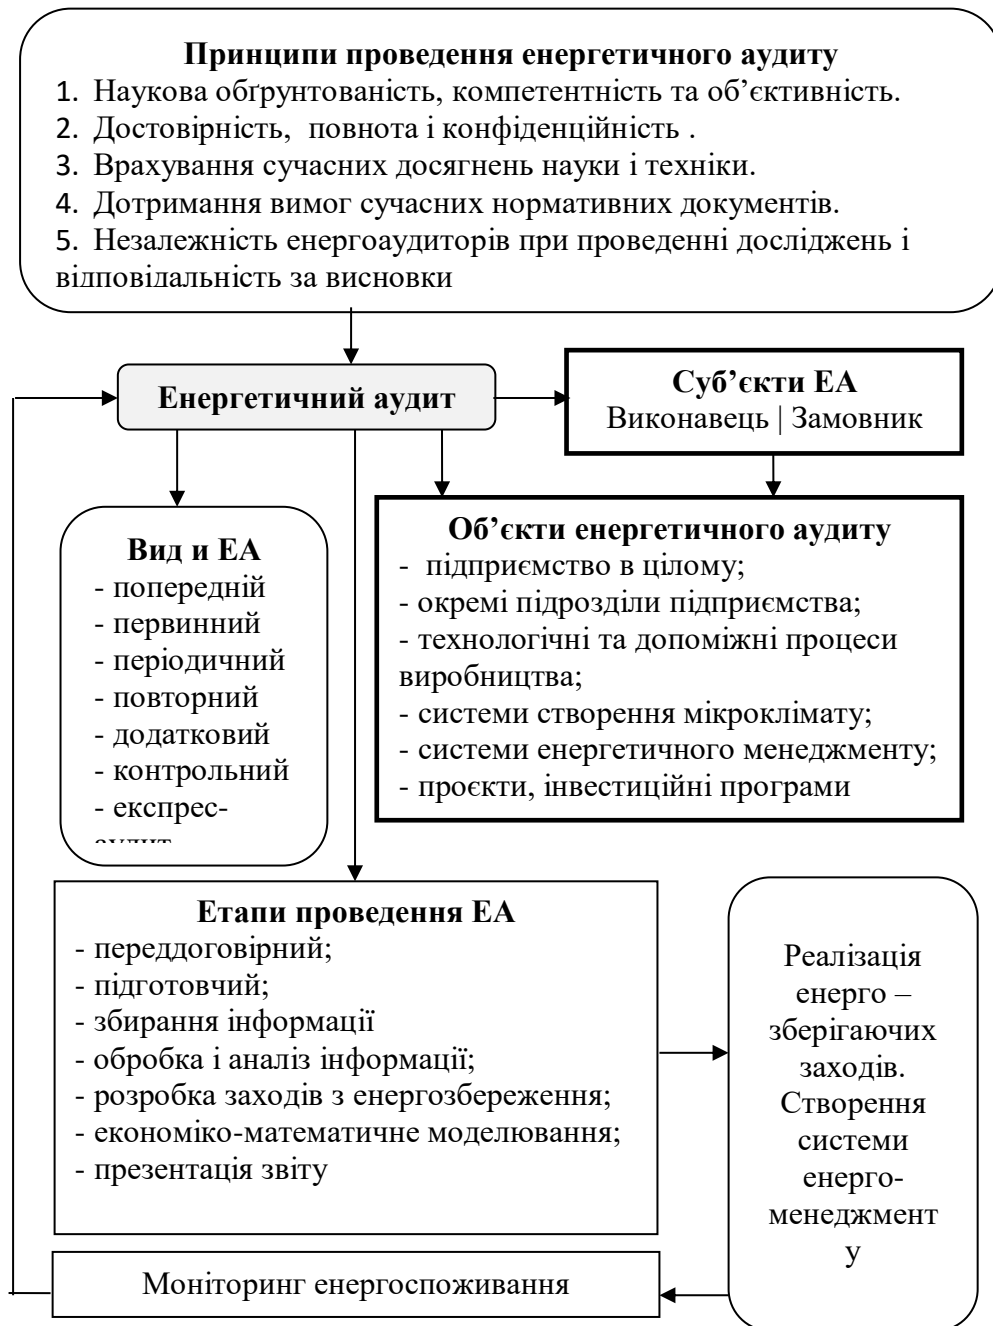 Принципи проведення енергетичного аудиту
1. Наукова обґрунтованість, компетентність та об’єктивність.
2. Достовірність, повнота і конфіденційність .
3. Врахування сучасних досягнень науки і техніки.
4. Дотримання вимог сучасних нормативних документів.
5. Незалежність енергоаудиторів при проведенні досліджень і
відповідальність за висновки
Енергетичний аудит
Суб’єкти ЕА
Виконавець | Замовник
Вид и ЕА
- попередній
- первинний
- періодичний
- повторний
- додатковий
- контрольний
- експрес-
аудит
Об’єкти енергетичного аудиту
- підприємство в цілому;
- окремі підрозділи підприємства;
- технологічні та допоміжні процеси
виробництва;
- системи створення мікроклімату;
- системи енергетичного менеджменту;
- проєкти, інвестиційні програми
Етапи проведення ЕА
- переддоговірний;
- підготовчий;
- збирання інформації
- обробка і аналіз інформації;
- розробка заходів з енергозбереження;
- економіко-математичне моделювання;
- презентація звіту
Реалізація
енерго –
зберігаючих
заходів.
Створення
системи
енерго-
менеджмент
у
Моніторинг енергоспоживання